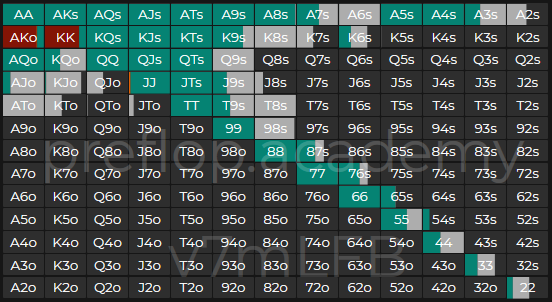 AA AKs AQs AJs ATs A9s A8s A7s A6s A5s A4s A3s A2s
AKo KK KQs KJs KTs K9s K8s K7s K6s K5s K4s K3s K2s
AQo KQo QQ QJs QTs Q9s Q8s Q7s Q6s Q5s Q4s Q3s Q2s
AJo KJo QJo JJ JTs J9s J8s J7s J6s J5s J4s J3s J2s
ATo KTo QTo JTo TT T9s T8s T7s T6s T5s T4s T3s T2s
A9o K9o Q9o J9o T9o 99 98s 97s 96s 95s 94s 93s 92s
A8o K8o Q8o J8o T8o 98o 88 87s 86s 85s 84s 83s 82s
preflop.academy
A7o K7o Q7o J7o T7o 97o 87o 77 76s 75s 74s 73s 72s
A6o K6o Q6o J6o T6o 96o 86o 76o 66 65s 64s 63s 62s
A5o K5o Q5o J5o T5o 95o 85o 75o 65o 55 54s 53s 52s
A4o K4o Q4o J4o T4o 94o 84o 74o 64o 54o 44 43s 42s
v7mLFB
A3o K3o Q3o J3o T3o 93o 83o 73o 63o 53o 43o 33 32s
A2o K2o Q2o J2o T2o 92o 82o 72o 62o 52o 42o 32o 22